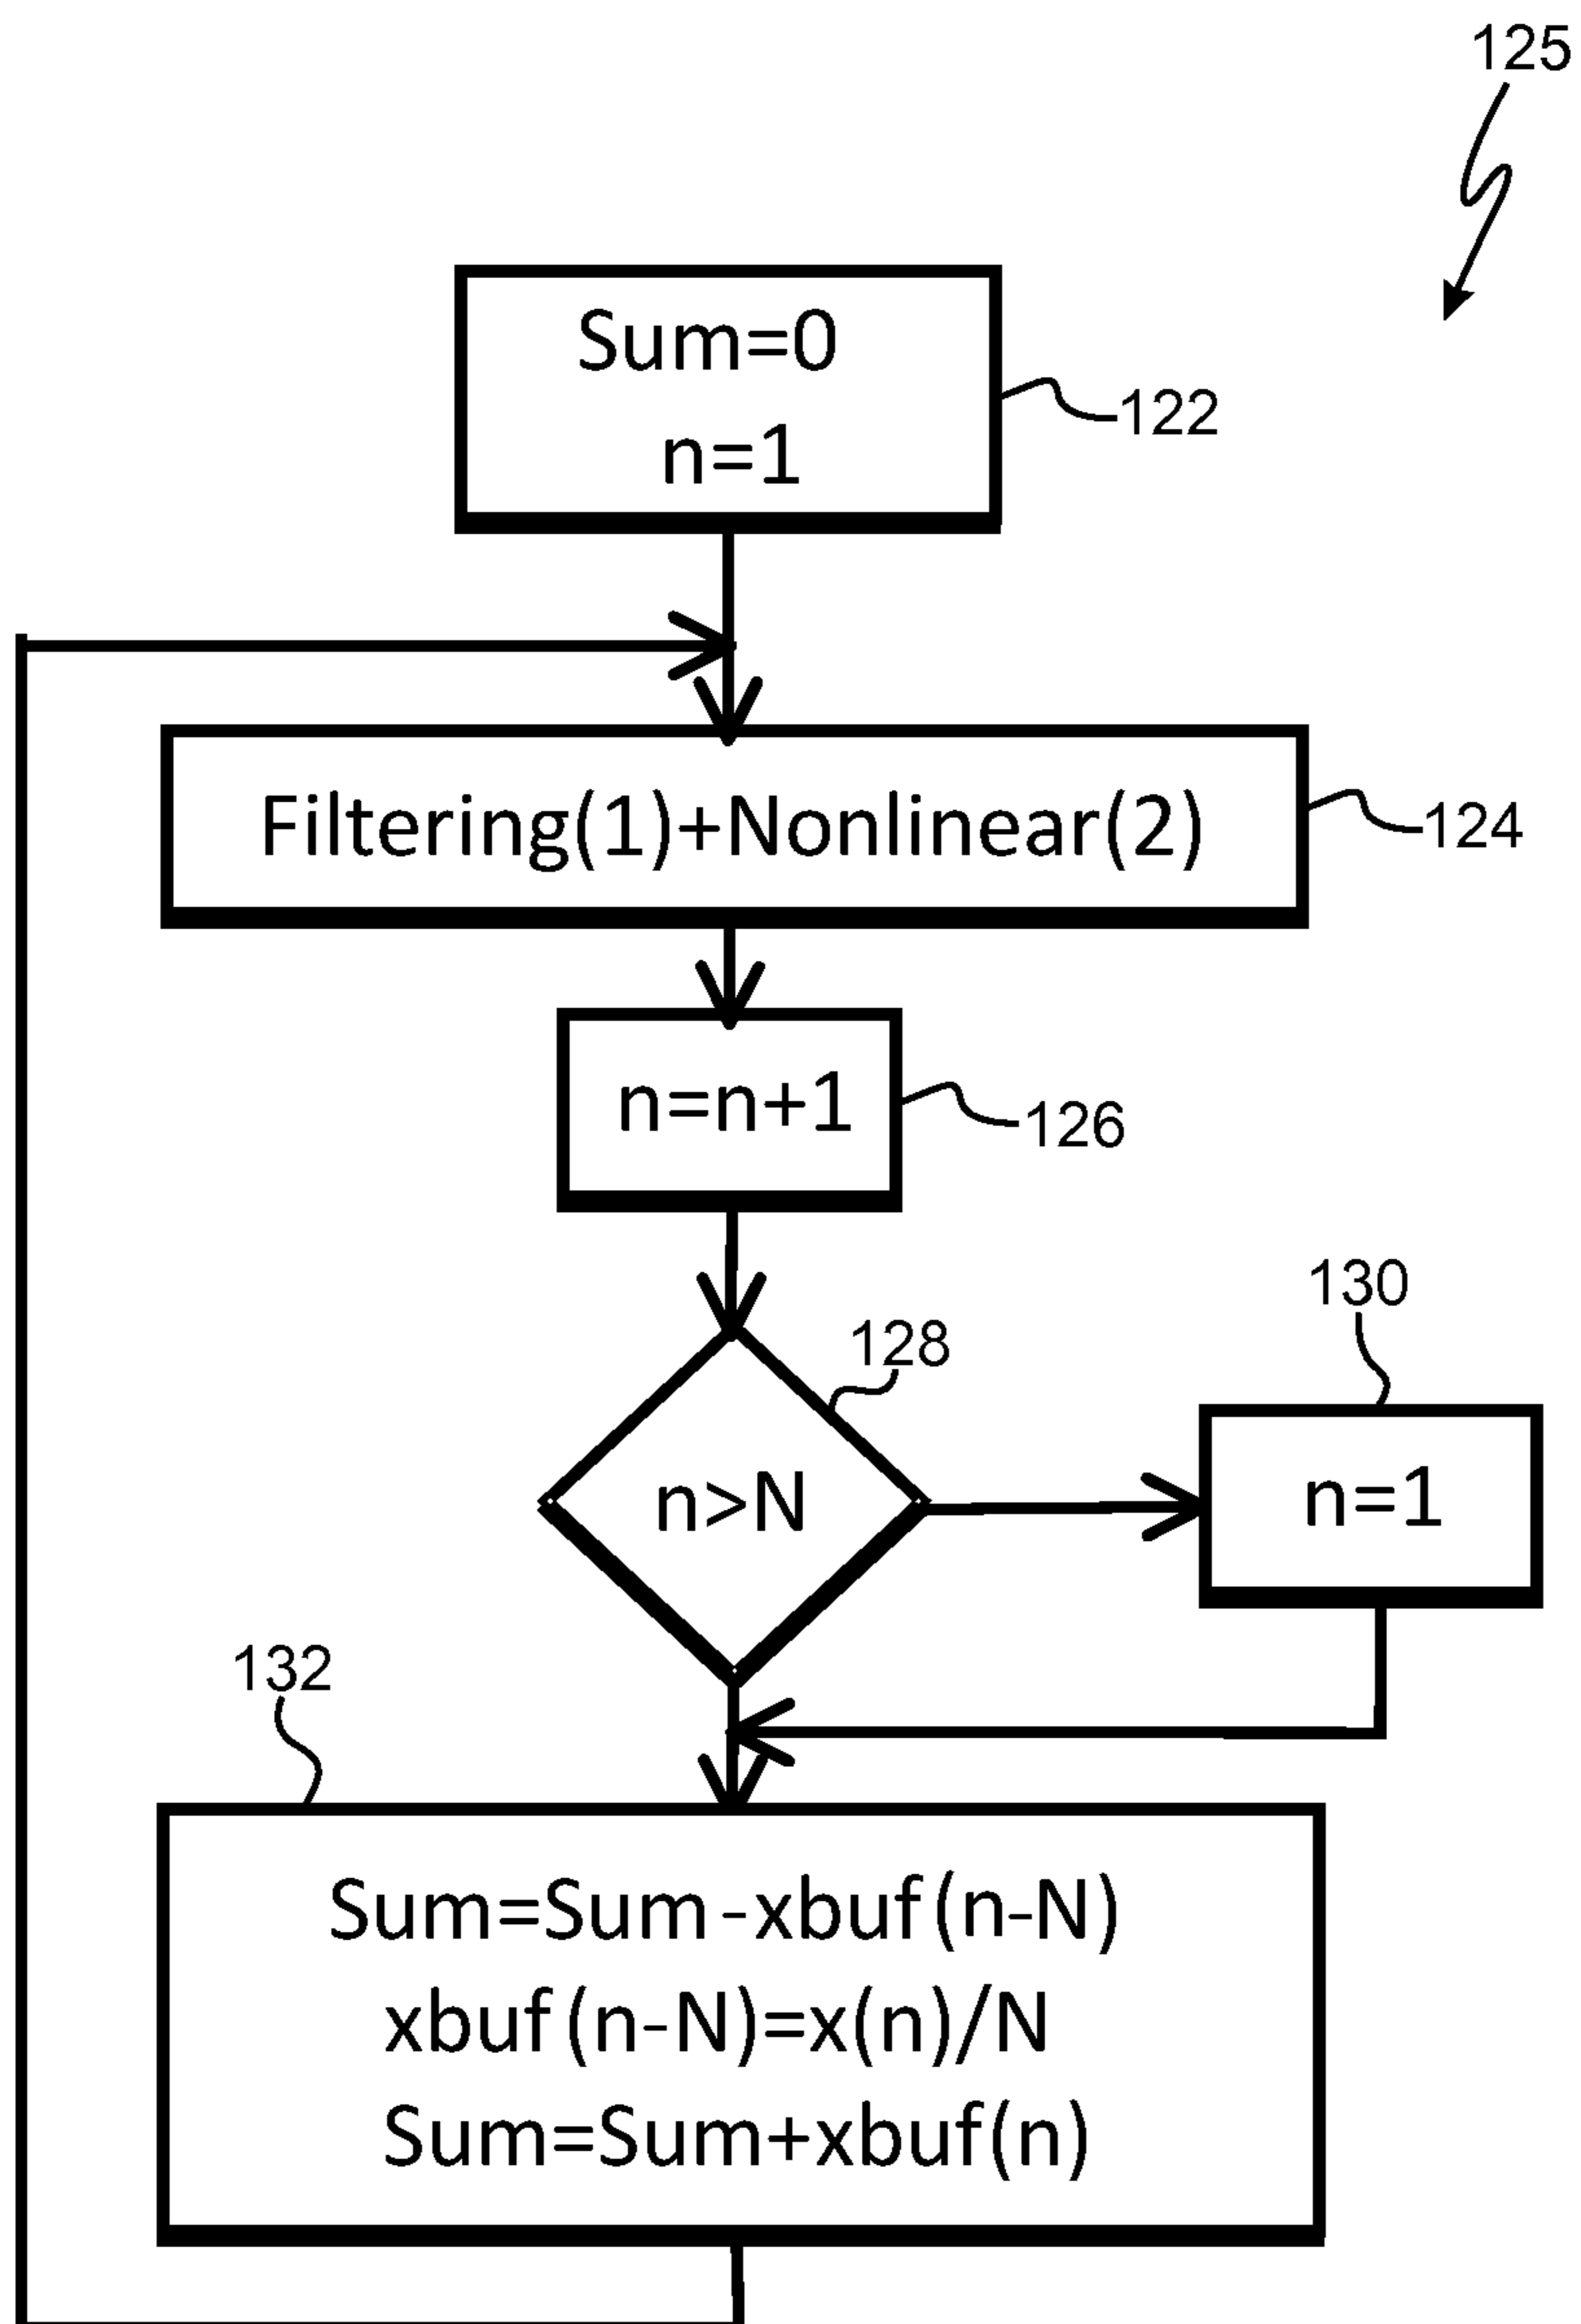 125
Sum=0
n=1
122
Filtering(1)+Nonlinear(2)
124
n=n+1
126
130
128
n>N
n=1
132
Sum=Sum-xbuf(n-N)
xbuf(n-N)=x(n)/N
Sum=Sum+xbuf(n)